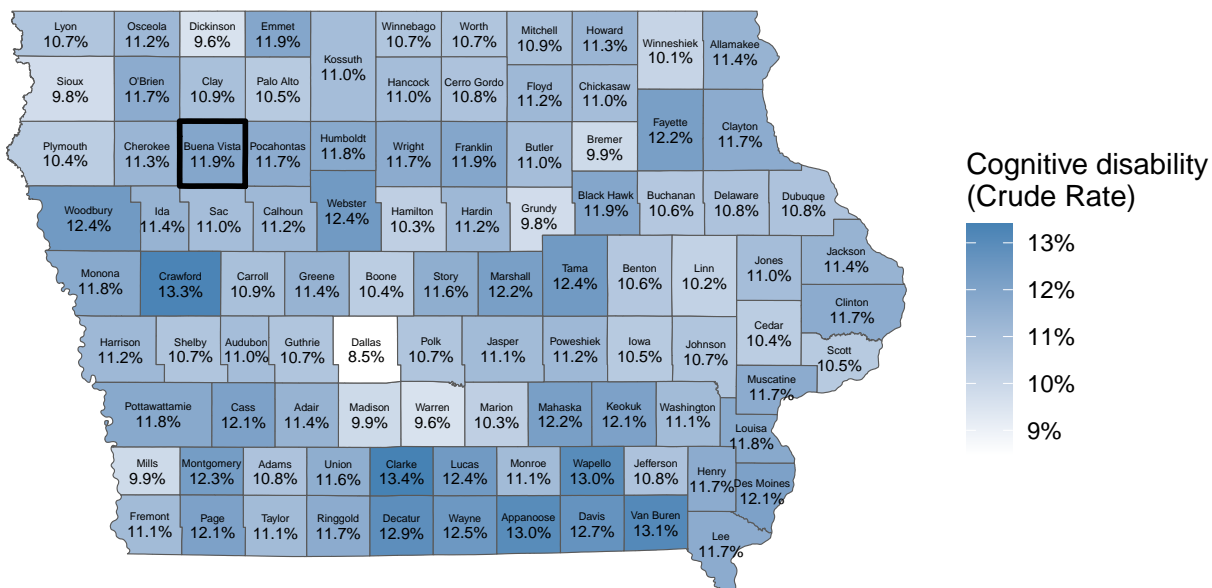 Lyon
10.7%
Osceola
11.2%
Dickinson
9.6%
Emmet
11.9%
Kossuth
11.0%
Winnebago
10.7%
Worth
10.7%
Mitchell
10.9%
Howard
11.3%
Winneshiek
10.1%
Allamakee
11.4%
Sioux
9.8%
O'Brien
11.7%
Clay
10.9%
Palo Alto
10.5%
Hancock
11.0%
Cerro Gordo
10.8%
Floyd
11.2%
Chickasaw
11.0%
Fayette
12.2%
Clayton
11.7%
Plymouth
10.4%
Cherokee
11.3%
Buena Vista
11.9%
Pocahontas
11.7%
Humboldt
11.8%
Wright
11.7%
Franklin
11.9%
Butler
11.0%
Bremer
9.9%
Woodbury
12.4%
Ida
11.4%
Sac
11.0%
Calhoun
11.2%
Webster
12.4%
Hamilton
10.3%
Hardin
11.2%
Grundy
9.8%
Black Hawk
11.9%
Buchanan
10.6%
Delaware
10.8%
Dubuque
10.8%
Monona
11.8%
Crawford
13.3%
Carroll
10.9%
Greene
11.4%
Boone
10.4%
Story
11.6%
Marshall
12.2%
Tama
12.4%
Benton
10.6%
Linn
10.2%
Jones
11.0%
Jackson
11.4%
Clinton
11.7%
Harrison
11.2%
Shelby
10.7%
Audubon
11.0%
Guthrie
10.7%
Dallas
8.5%
Polk
10.7%
Jasper
11.1%
Poweshiek
11.2%
Iowa
10.5%
Johnson
10.7%
Cedar
10.4%
Scott
10.5%
Muscatine
11.7%
Pottawattamie
11.8%
Cass
12.1%
Adair
11.4%
Madison
9.9%
Warren
9.6%
Marion
10.3%
Mahaska
12.2%
Keokuk
12.1%
Washington
11.1%
Louisa
11.8%
Mills
9.9%
Montgomery
12.3%
Adams
10.8%
Union
11.6%
Clarke
13.4%
Lucas
12.4%
Monroe
11.1%
Wapello
13.0%
Jefferson
10.8%
Henry
11.7%
Des Moines
12.1%
Fremont
11.1%
Page
12.1%
Taylor
11.1%
Ringgold
11.7%
Decatur
12.9%
Wayne
12.5%
Appanoose
13.0%
Davis
12.7%
Van Buren
13.1%
Lee
11.7%
Cognitive disability
(Crude Rate)
13%
12%
11%
10%
9%